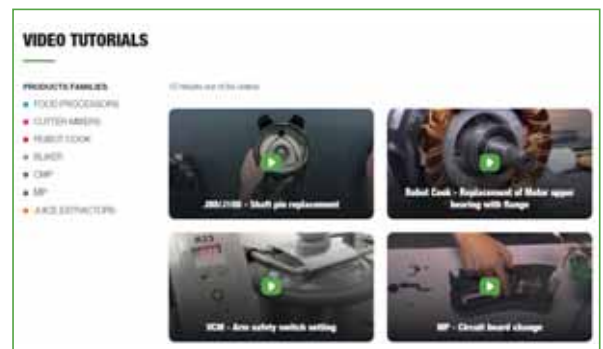 VIDEO TUTORIALS
PRODUCTS FAMILIES
FOOD PROCESSORS
CUTTER MIXERS
ROBOT COOK
BLIXER
CMP
MP
JUICE EXTRACTORS
J80/J100 - Shaft pin replacement
Robot Cook - Replacement of Motor upper
bearing with flange
VCM - Arm safety switch setting
MP - Circuit board change